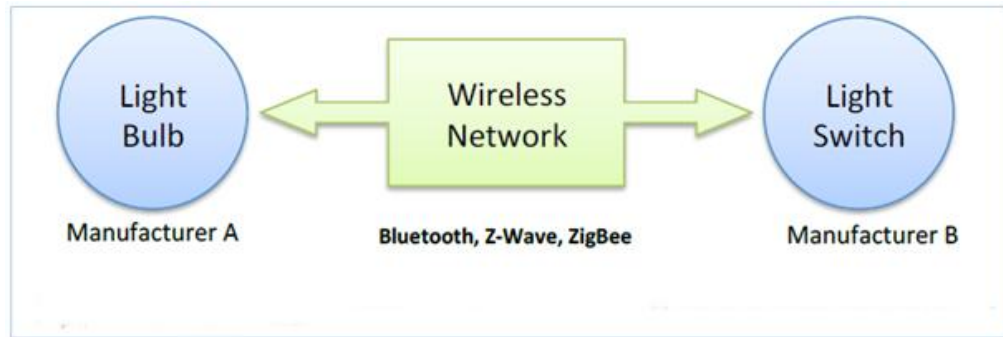 Light
Bulb
Wireless
Network
Light
Switch
Manufacturer A
Bluetooth, Z-Wave, ZigBee
Manufacturer B